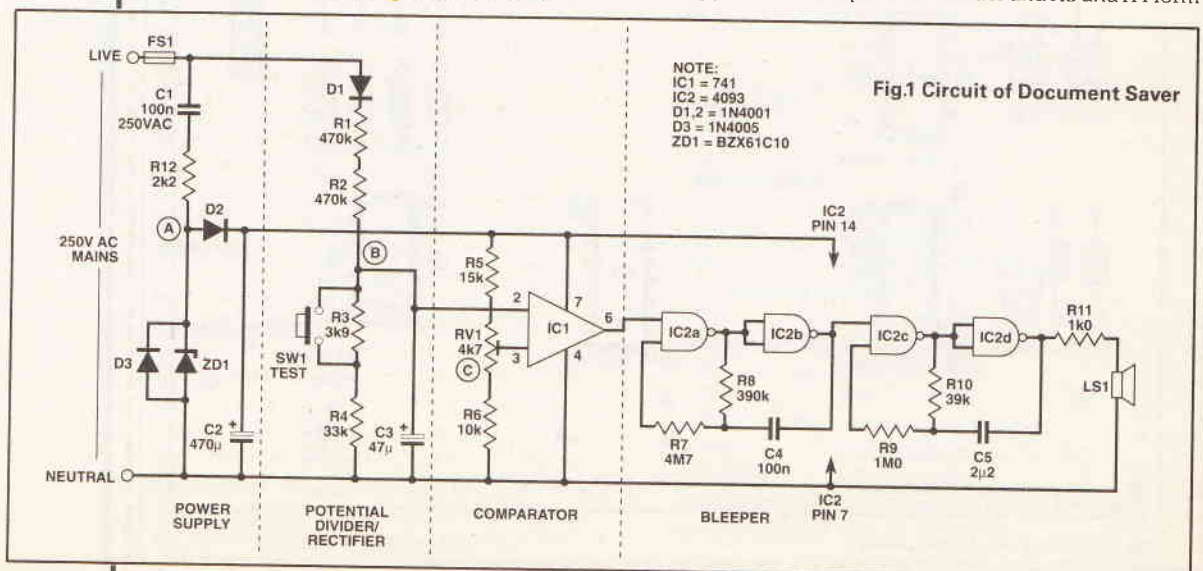 NOTE:
IC1 = 741
IC2 = 4093
D1,2 = 1N4001
D3 = 1N4005
ZD1 = BZX61C10
Fig.1 Circuit of Document Saver
LIVE
FS1
C1
100n
250VAC
R12
2k2
A
D2
250V AC
MAINS
D3
ZD1
C2
470µ
+
NEUTRAL
POWER
SUPPLY
D1
R1
470k
R2
470k
B
R3
3k9
SW1
TEST
R4
33k
C3
47µ
+
POTENTIAL
DIVIDER/
RECTIFIER
R5
15k
RV1
4k7
C
R6
10k
2
3
7
4
6
IC1
COMPARATOR
IC2
PIN 14
IC2a
IC2b
IC2c
IC2d
R8
390k
R7
4M7
C4
100n
R10
39k
R9
1M0
C5
2µ2
R11
1k0
LS1
IC2
PIN 7
BLEEPER